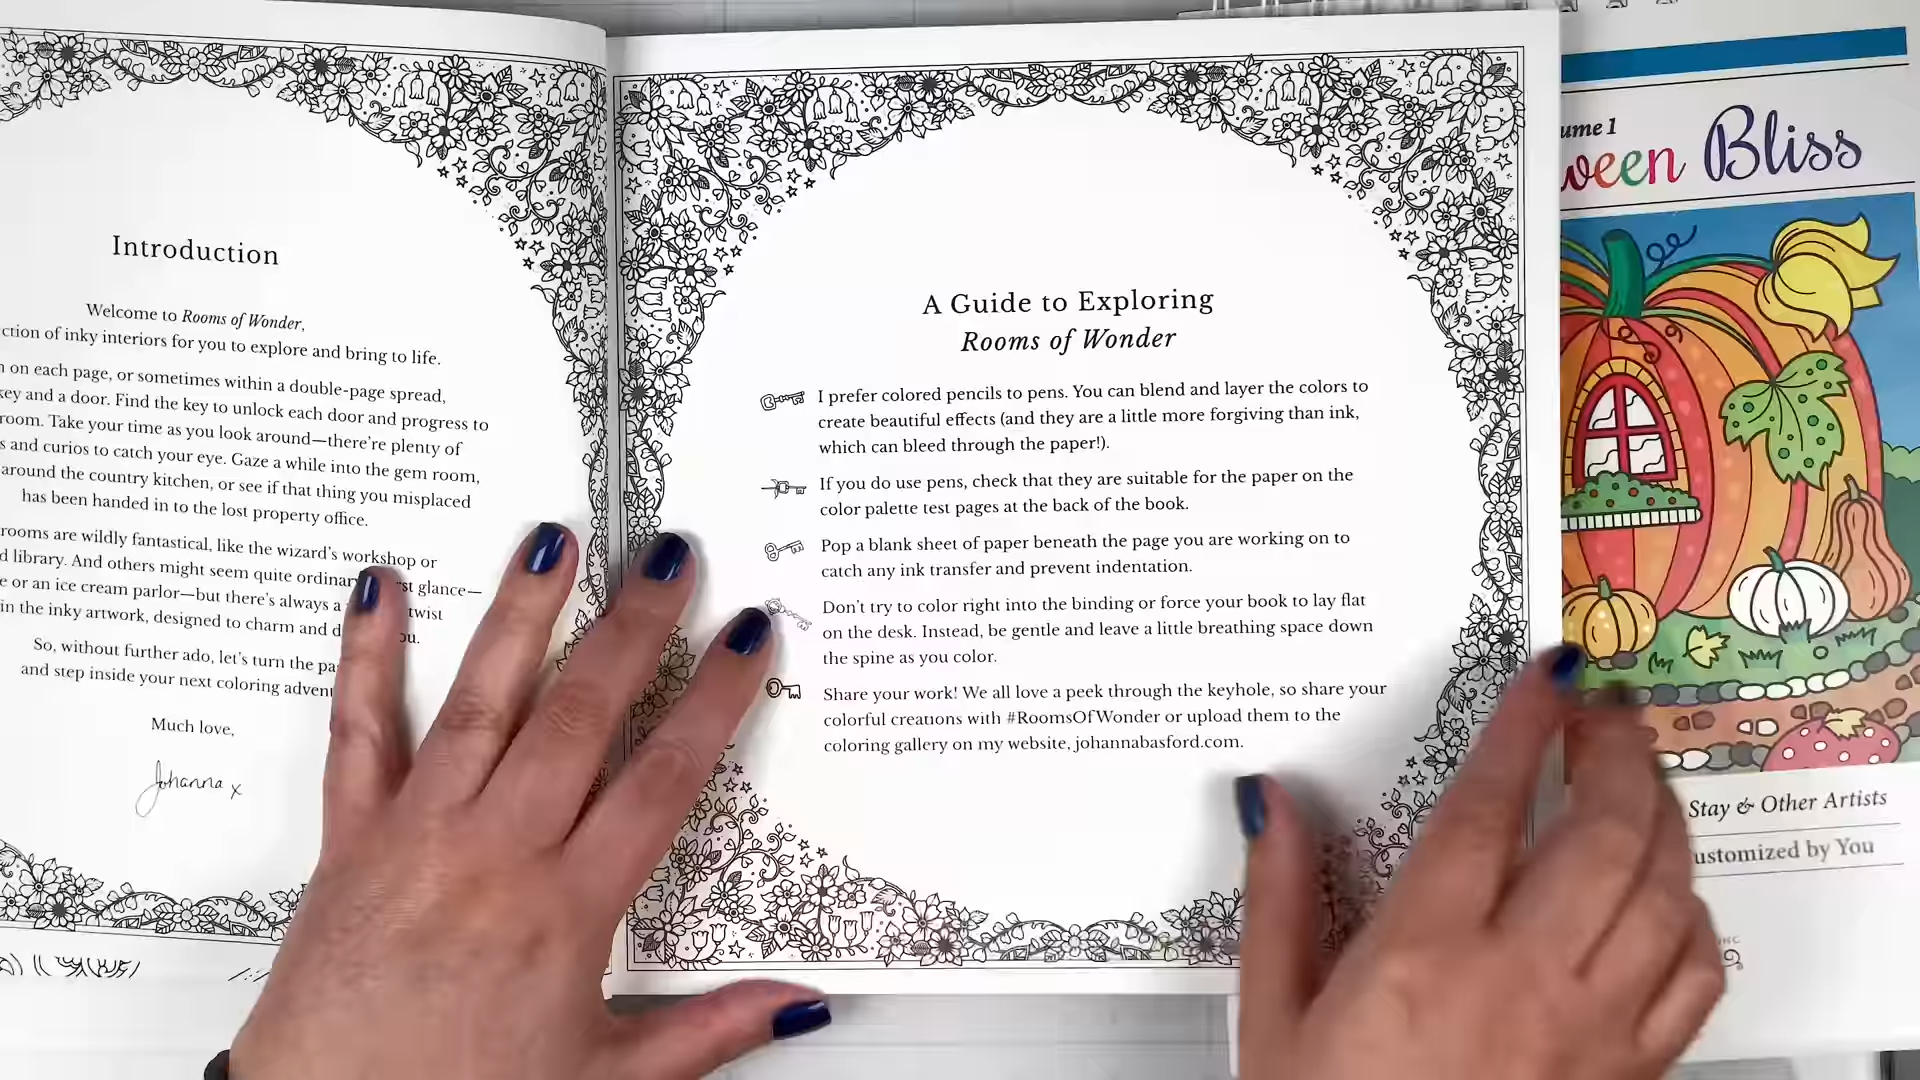 Introduction
Welcome to Rooms of Wonder,
ction of inky interiors for you to explore and bring to life.
n on each page, or sometimes within a double-page spread,
key and a door. Find the key to unlock each door and progress to
room. Take your time as you look around—there're plenty of
s and curios to catch your eye. Gaze a while into the gem room,
around the country kitchen, or see if that thing you misplaced
has been handed in to the lost property office.
rooms are wildly fantastical, like the wizard's workshop or
d library. And others might seem quite ordinar rst glance—
e or an ice cream parlor—but there's always a twist
in the inky artwork, designed to charm and d ou.
So, without further ado, let's turn the pa
and step inside your next coloring adven
Much love,
Johanna x
A Guide to Exploring
Rooms of Wonder
I prefer colored pencils to pens. You can blend and layer the colors to
create beautiful effects (and they are a little more forgiving than ink,
which can bleed through the paper!).
If you do use pens, check that they are suitable for the paper on the
color palette test pages at the back of the book.
Pop a blank sheet of paper beneath the page you are working on to
catch any ink transfer and prevent indentation.
Don't try to color right into the binding or force your book to lay flat
on the desk. Instead, be gentle and leave a little breathing space down
the spine as you color.
Share your work! We all love a peek through the keyhole, so share your
colorful creations with #RoomsOfWonder or upload them to the
coloring gallery on my website, johannabasford.com.
ume 1
ween Bliss
Stay & Other Artists
ustomized by You